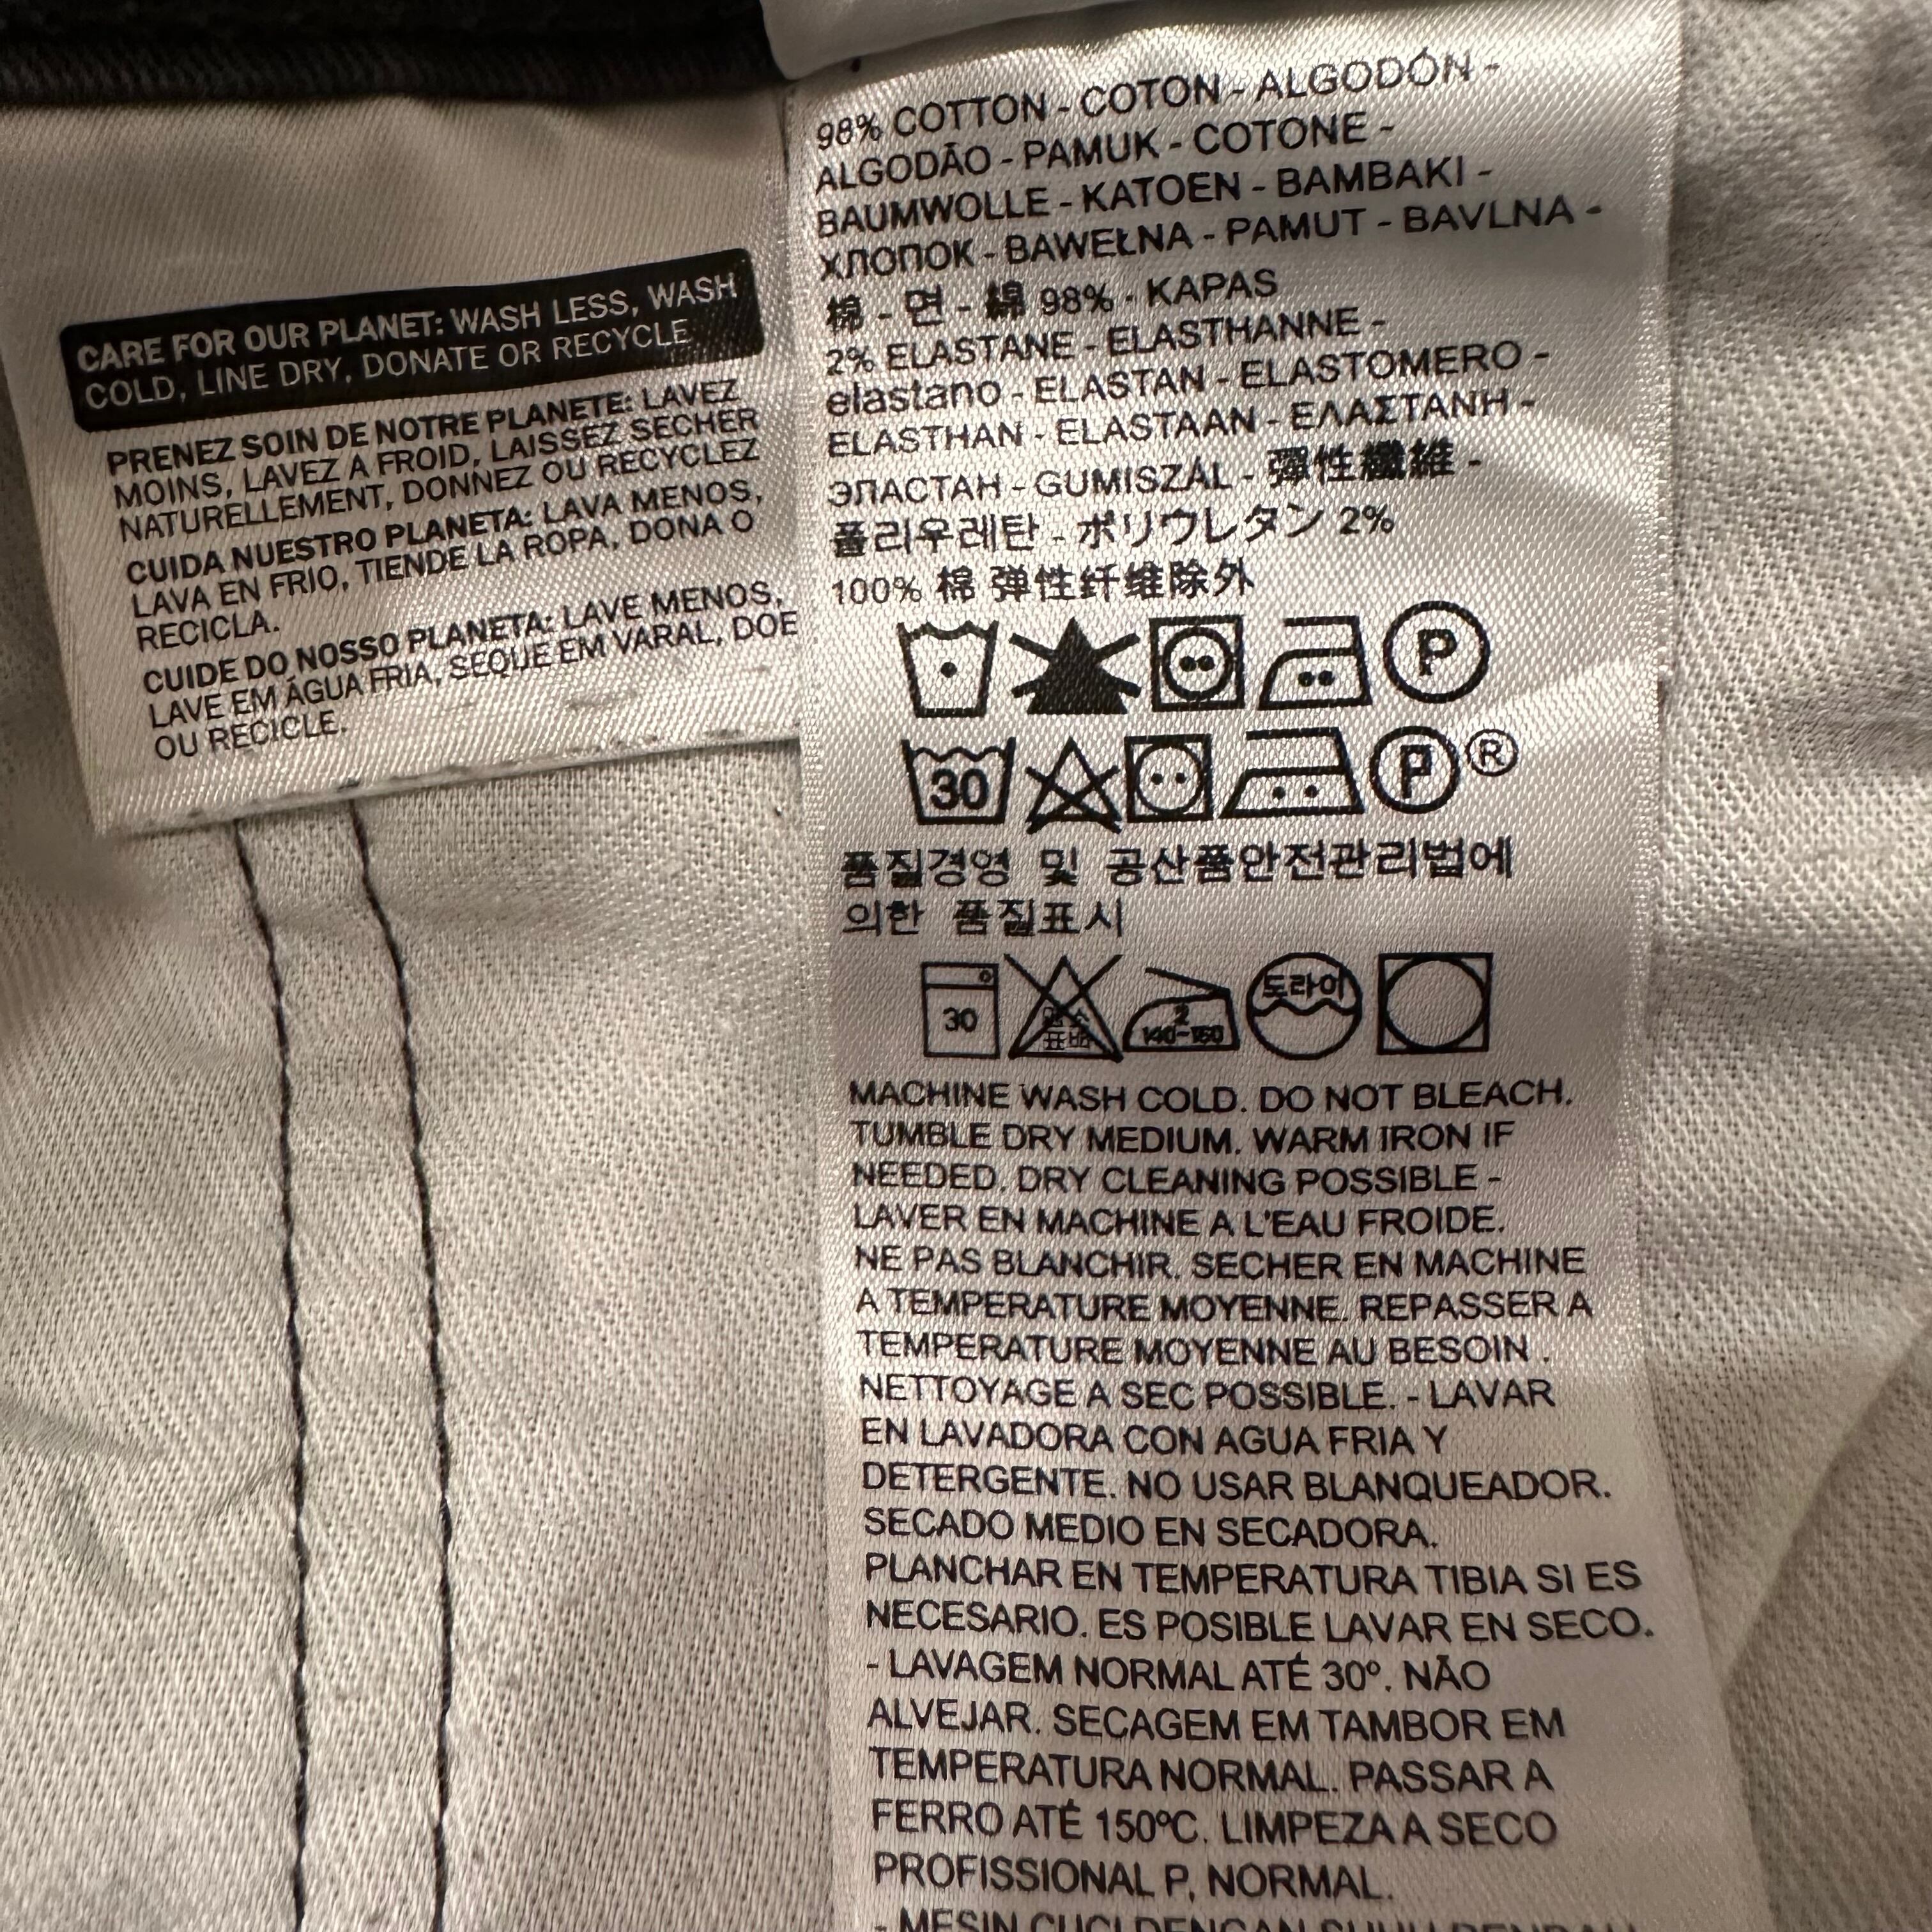 CARE FOR OUR PLANET: WASH LESS, WASH
COLD, LINE DRY, DONATE OR RECYCLE
PRENEZ SOIN DE NOTRE PLANETE: LAVEZ
MOINS, LAVEZ A FROID, LAISSEZ SECHER
NATURELLEMENT, DONNEZ OU RECYCLEZ
CUIDA NUESTRO PLANETA: LAVA MENOS,
LAVA EN FRIO, TIENDE LA ROPA, DONA O
RECICLA.
CUIDE DO NOSSO PLANETA: LAVE MENOS,
LAVE EM ÁGUA FRIA, SEQUE EM VARAL, DOE
OU RECICLE.
98% COTTON - COTON - ALGODÓN -
ALGODÃO - PAMUK - COTONE -
BAUMWOLLE - KATOEN - BAMBAKI -
ХЛОПОК - BAWEŁNA - PAMUT - BAVLNA -
棉 - 면 - 綿 98% - KAPAS
2% ELASTANE - ELASTHANNE -
elastano - ELASTAN - ELASTOMERO -
ELASTHAN - ELASTAAN - ΕΛΑΣΤΑΝΗ -
ЭЛАСТАН - GUMISZÁL - 彈性纖維 -
폴리우레탄 - ポリウレタン 2%
100% 棉 弹性纤维除外
P
30 P ®
품질경영 및 공산품안전관리법에
의한 품질표시
30 염소표백 2 140~160 드라이
MACHINE WASH COLD. DO NOT BLEACH.
TUMBLE DRY MEDIUM. WARM IRON IF
NEEDED. DRY CLEANING POSSIBLE -
LAVER EN MACHINE A L'EAU FROIDE.
NE PAS BLANCHIR. SECHER EN MACHINE
A TEMPERATURE MOYENNE. REPASSER A
TEMPERATURE MOYENNE AU BESOIN .
NETTOYAGE A SEC POSSIBLE. - LAVAR
EN LAVADORA CON AGUA FRIA Y
DETERGENTE. NO USAR BLANQUEADOR.
SECADO MEDIO EN SECADORA.
PLANCHAR EN TEMPERATURA TIBIA SI ES
NECESARIO. ES POSIBLE LAVAR EN SECO.
- LAVAGEM NORMAL ATÉ 30º. NÃO
ALVEJAR. SECAGEM EM TAMBOR EM
TEMPERATURA NORMAL. PASSAR A
FERRO ATÉ 150ºC. LIMPEZA A SECO
PROFISSIONAL P, NORMAL.
- MESIN CUCI DENGAN SUHU RENDAH